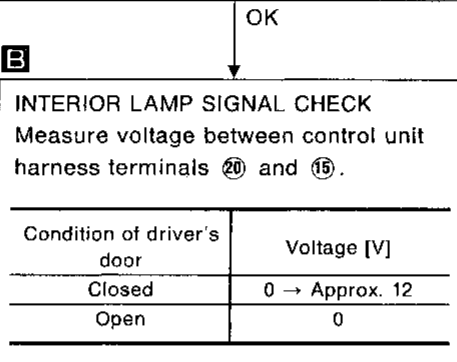 OK
B
INTERIOR LAMP SIGNAL CHECK
Measure voltage between control unit
harness terminals ⑳ and ⑮.
Condition of driver's door | Voltage [V]
Closed | 0 → Approx. 12
Open | 0